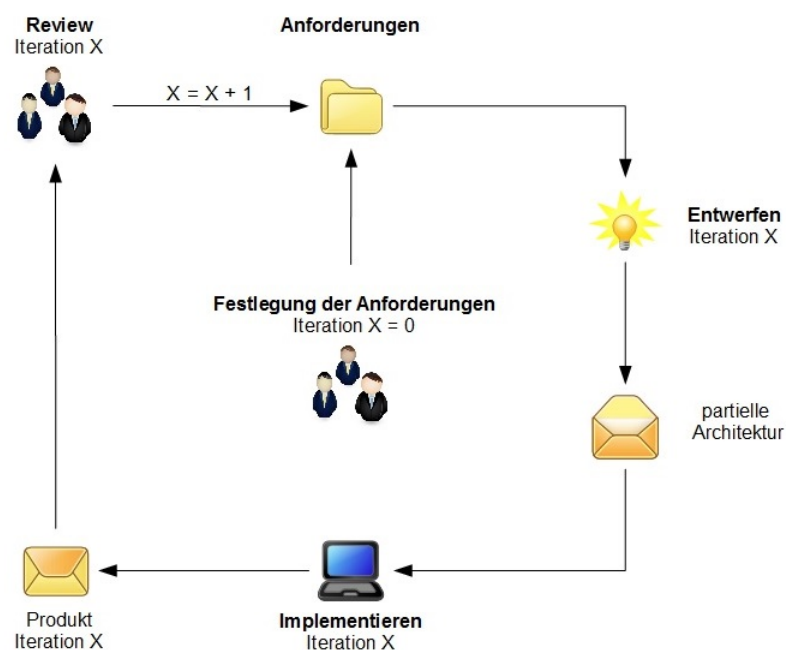 Review
Iteration X
Anforderungen
X = X + 1
Entwerfen
Iteration X
Festlegung der Anforderungen
Iteration X = 0
partielle
Architektur
Produkt
Iteration X
Implementieren
Iteration X